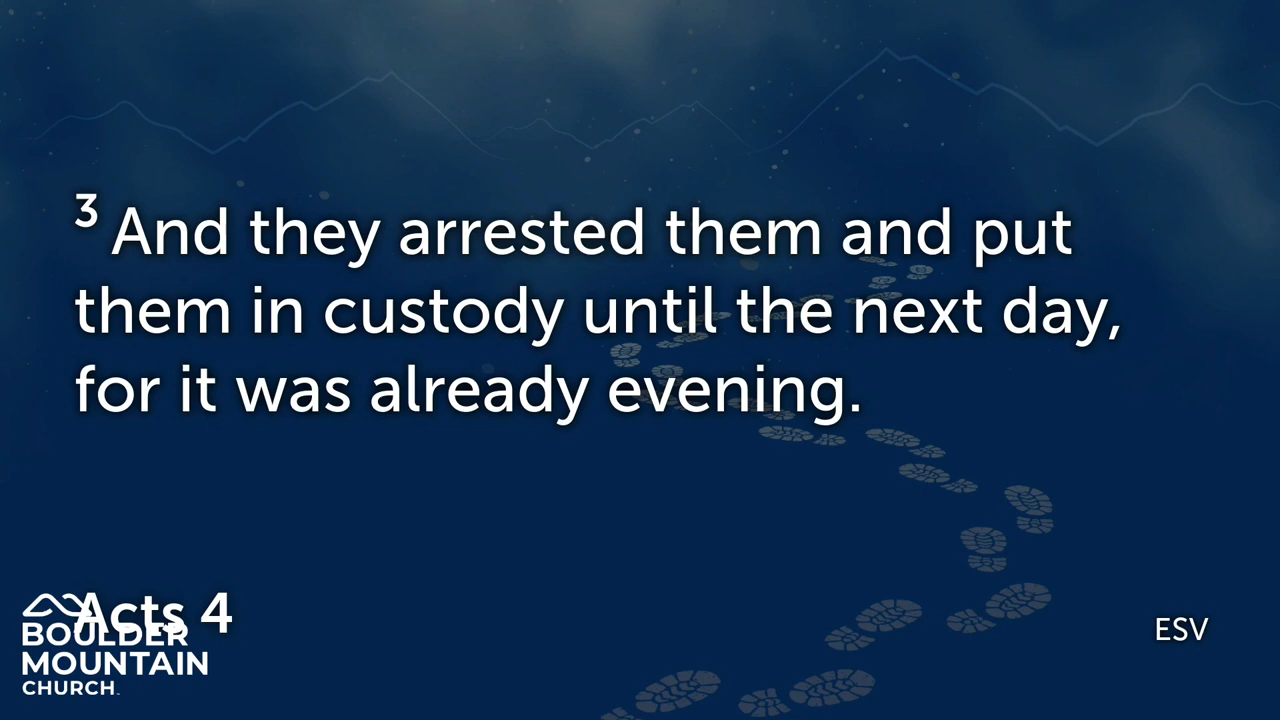 3 And they arrested them and put
them in custody until the next day,
for it was already evening.
Acts 4
BOULDER
MOUNTAIN
CHURCH
ESV